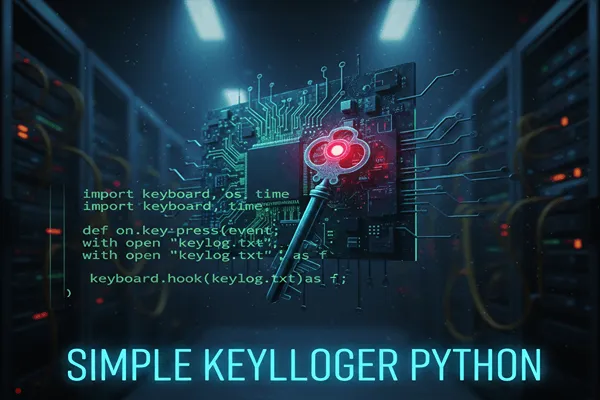 import keyboard, os, time
import keyboard, time
def on.key-press(event;
with open "keylog.txt",
with open "keylog.txt", as f
keyboard.hook(keylog.txt)as f;
)
SIMPLE KEYLLOGER PYTHON